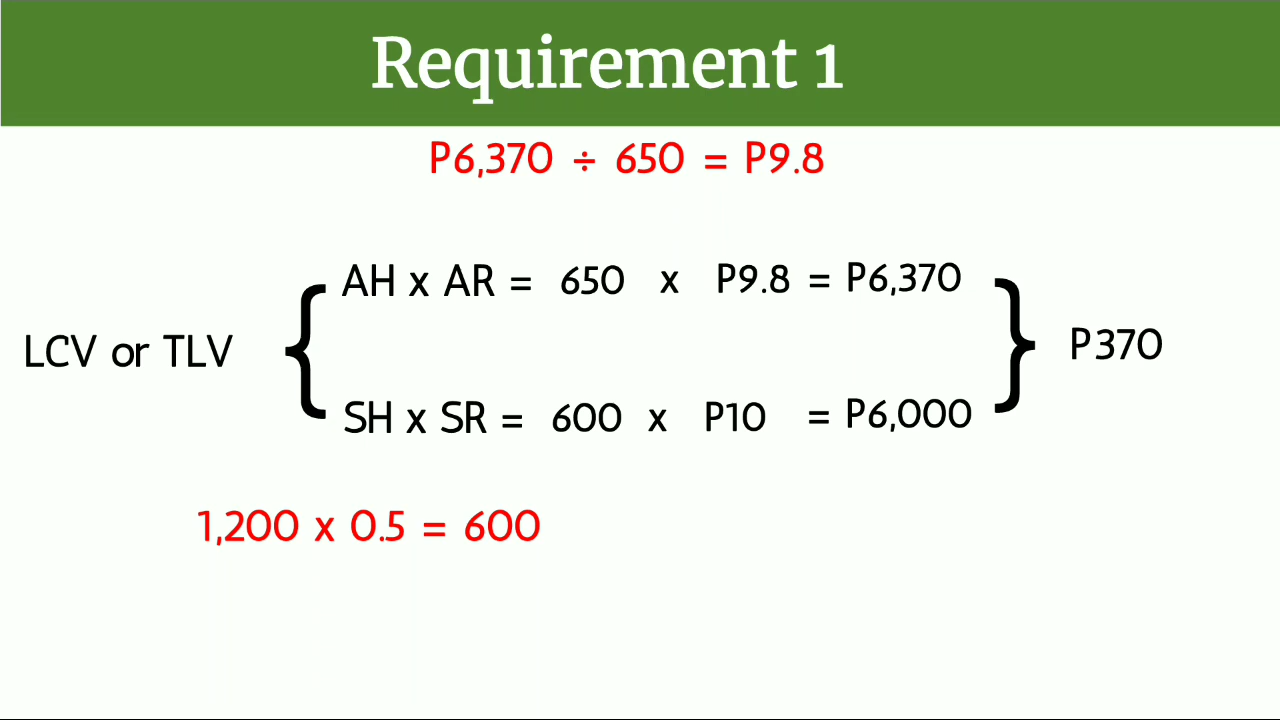 Requirement 1
P6,370 ÷ 650 = P9.8
AH x AR = 650 x P9.8 = P6,370
LCV or TLV { } P370
SH x SR = 600 x P10 = P6,000
1,200 x 0.5 = 600